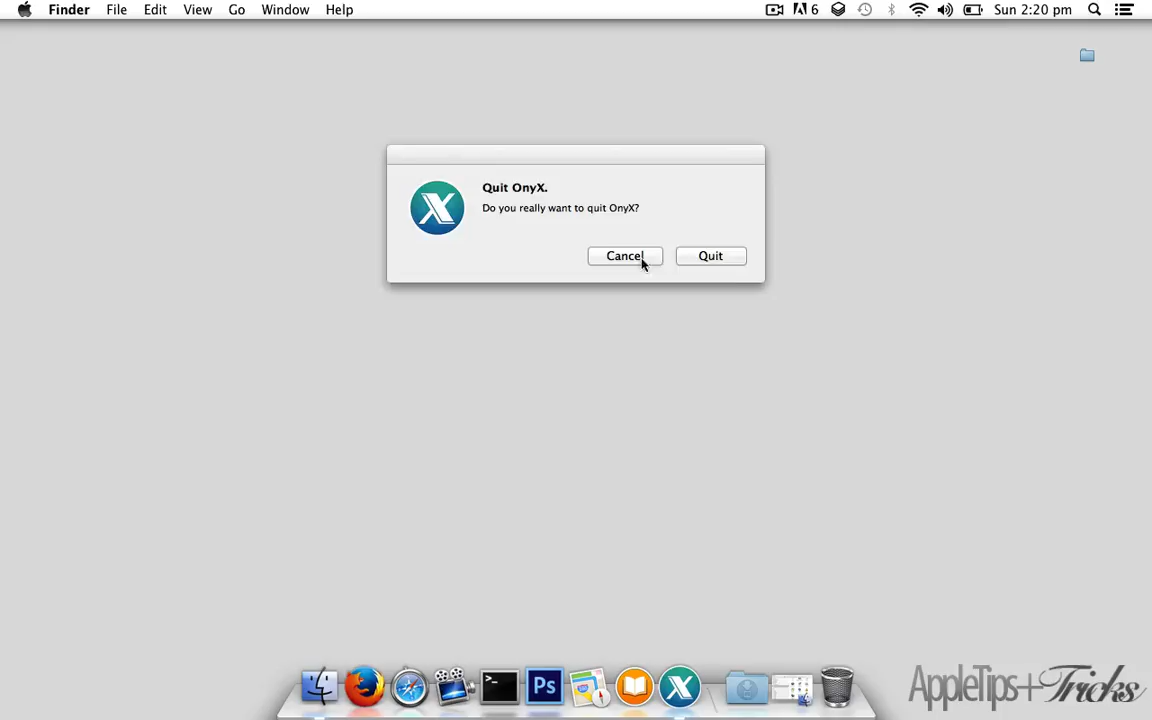 Finder File Edit View Go Window Help 6 Sun 2:20 pm
Quit OnyX.
Do you really want to quit OnyX?
Cancel Quit
Ps
AppleTips+Tricks